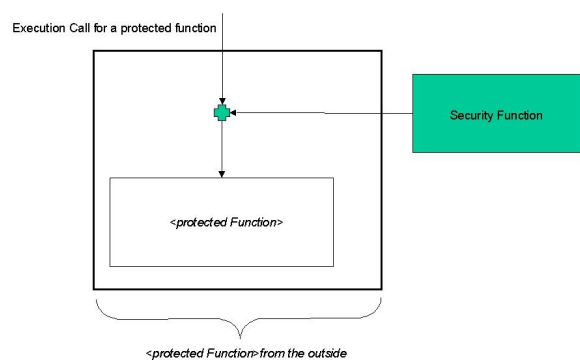 Execution Call for a protected function
Security Function
<protected Function>
<protected Function>from the outside